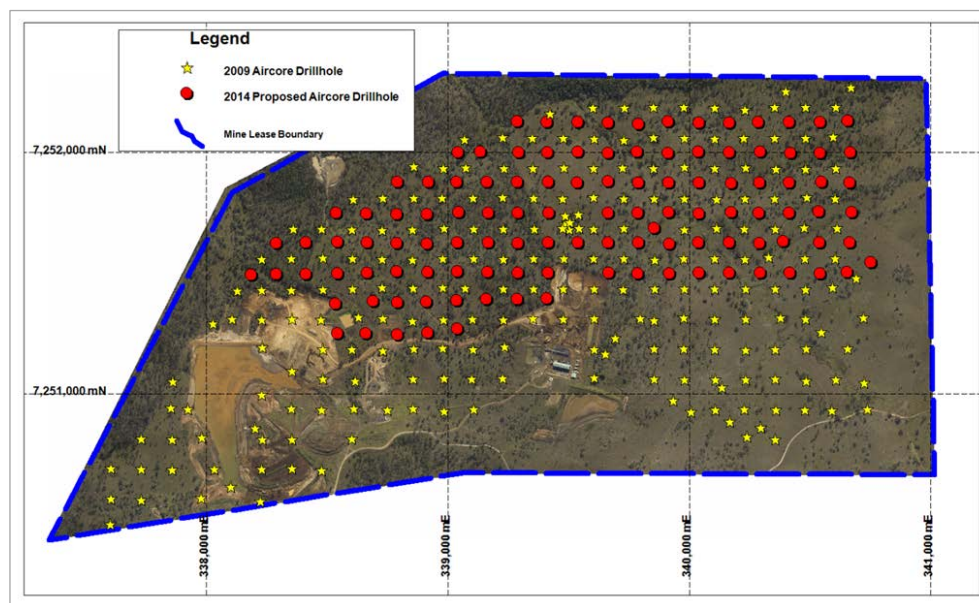 Legend
2009 Aircore Drillhole
2014 Proposed Aircore Drillhole
Mine Lease Boundary
7,252,000 mN
7,251,000 mN
338,000 mE
339,000 mE
340,000 mE
341,000 mE